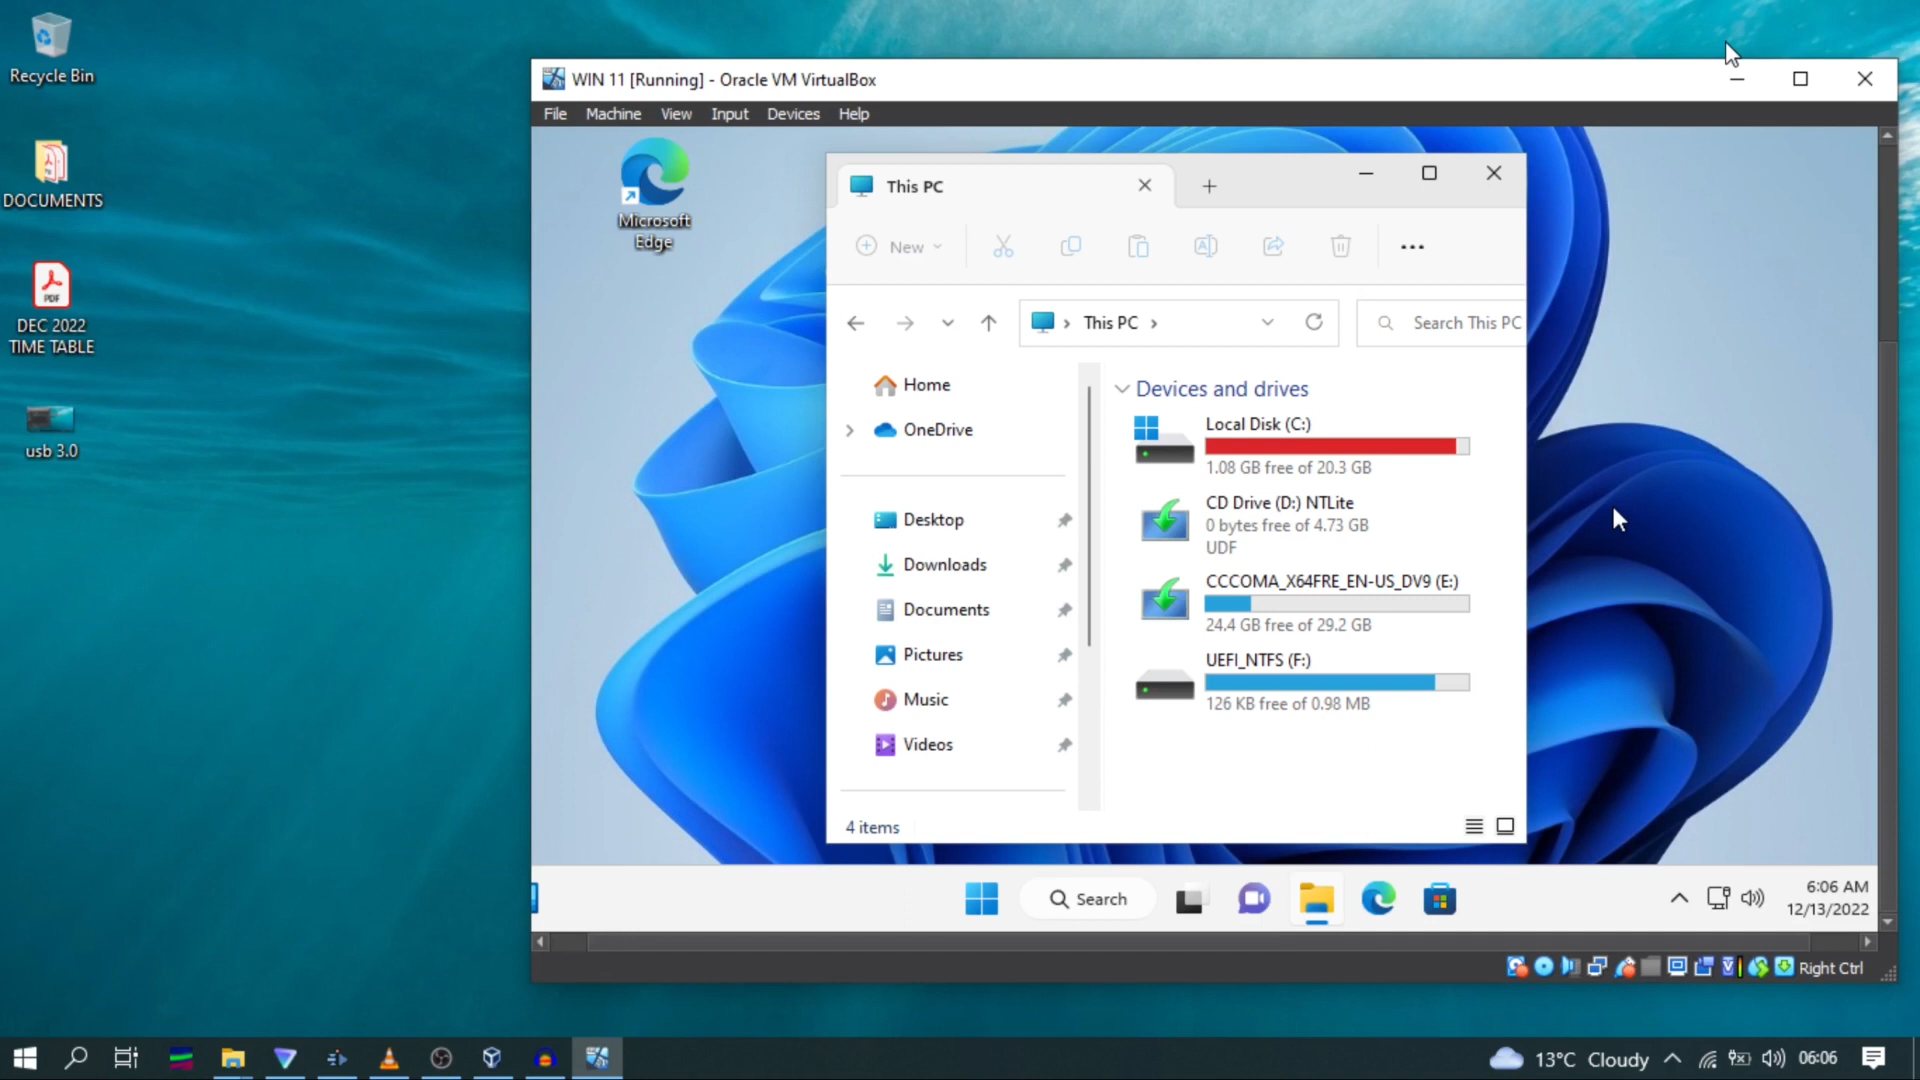 Recycle Bin
DOCUMENTS
PDF
DEC 2022
TIME TABLE
usb 3.0
WIN 11 [Running] - Oracle VM VirtualBox
File Machine View Input Devices Help
Microsoft
Edge
This PC
New
This PC
Search This PC
Home
OneDrive
Desktop
Downloads
Documents
Pictures
Music
Videos
Devices and drives
Local Disk (C:)
1.08 GB free of 20.3 GB
CD Drive (D:) NTLite
0 bytes free of 4.73 GB
UDF
CCCOMA_X64FRE_EN-US_DV9 (E:)
24.4 GB free of 29.2 GB
UEFI_NTFS (F:)
126 KB free of 0.98 MB
4 items
Search
6:06 AM
12/13/2022
Right Ctrl
13°C Cloudy
06:06